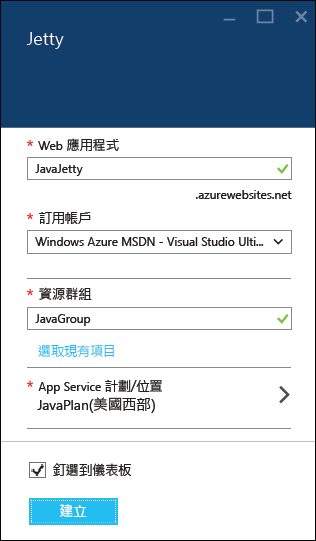 Jetty
* Web 應用程式
JavaJetty
.azurewebsites.net
* 訂用帳戶
Windows Azure MSDN - Visual Studio Ulti...
* 資源群組
JavaGroup
選取現有項目
* App Service 計劃/位置
JavaPlan(美國西部)
釘選到儀表板
建立